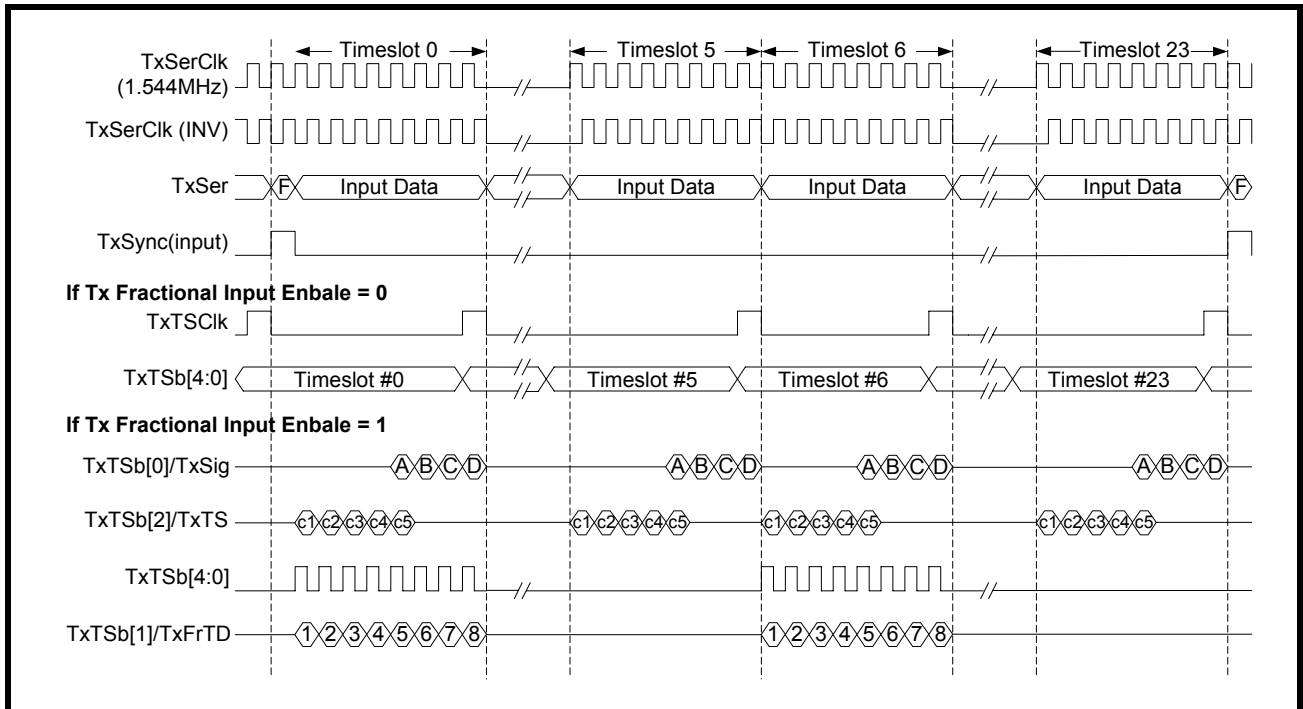 Timeslot 0 Timeslot 5 Timeslot 6 Timeslot 23
TxSerClk
(1.544MHz)
TxSerClk (INV)
TxSer F Input Data Input Data Input Data Input Data F
TxSync(input)
If Tx Fractional Input Enbale = 0
TxTSClk
TxTSb[4:0] Timeslot #0 Timeslot #5 Timeslot #6 Timeslot #23
If Tx Fractional Input Enbale = 1
TxTSb[0]/TxSig A B C D A B C D A B C D A B C D
TxTSb[2]/TxTS c1 c2 c3 c4 c5 c1 c2 c3 c4 c5 c1 c2 c3 c4 c5 c1 c2 c3 c4 c5
TxTSb[4:0]
TxTSb[1]/TxFrTD 1 2 3 4 5 6 7 8 1 2 3 4 5 6 7 8